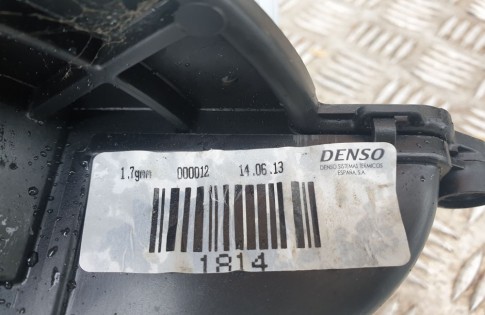 1.7gmm 000012 14.06.13 DENSO
DENSO SISTEMAS TERMICOS
ESPAÑA, S.A.
1814